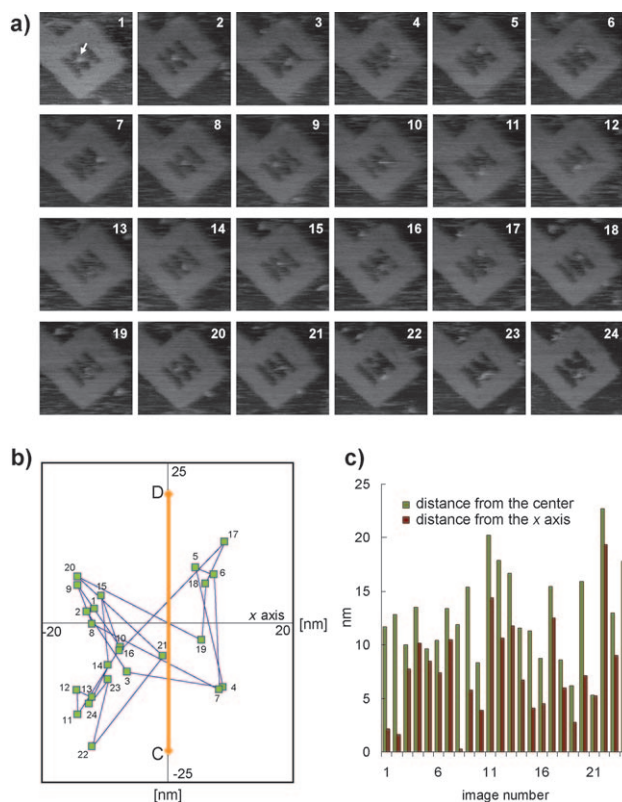 a)
1 2 3 4 5 6
7 8 9 10 11 12
13 14 15 16 17 18
19 20 21 22 23 24
b)
25
D
17
5
6
20
18
9
15
1
2
x axis
-20
20
[nm]
8
10
16
19
21
14
3
23
4
7
12
13
11
24
22
C
-25
[nm]
c)
25
distance from the center
distance from the x axis
20
15
nm
10
5
0
1 6 11 16 21
image number